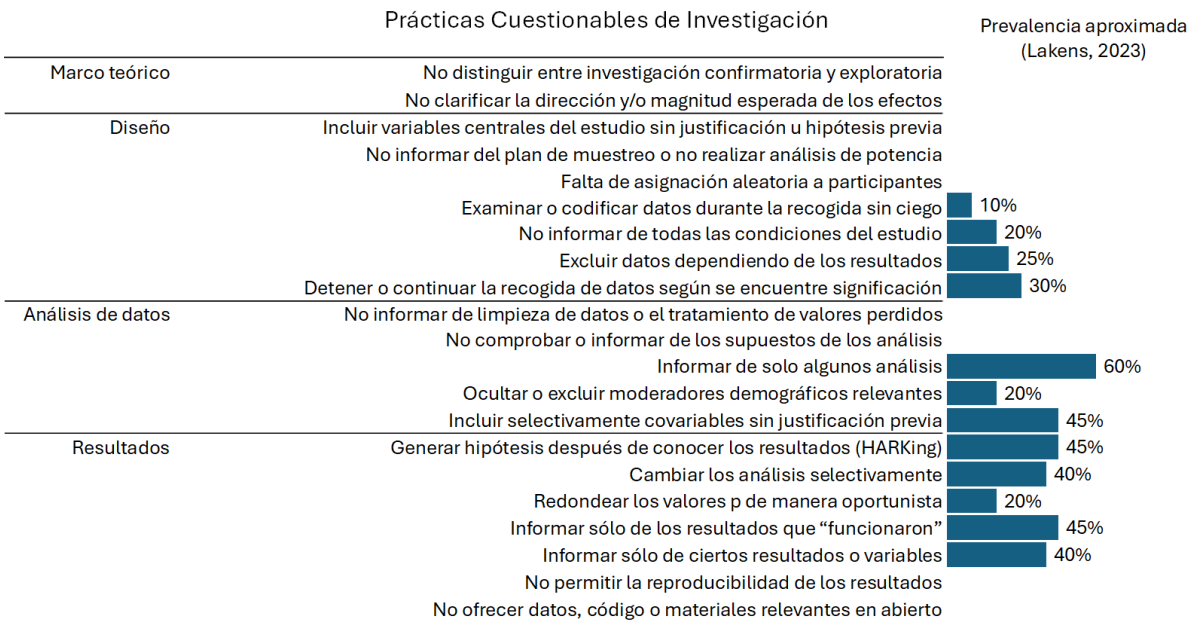 Prácticas Cuestionables de Investigación
Prevalencia aproximada
(Lakens, 2023)
Marco teórico No distinguir entre investigación confirmatoria y exploratoria
No clarificar la dirección y/o magnitud esperada de los efectos
Diseño Incluir variables centrales del estudio sin justificación u hipótesis previa
No informar del plan de muestreo o no realizar análisis de potencia
Falta de asignación aleatoria a participantes
Examinar o codificar datos durante la recogida sin ciego 10%
No informar de todas las condiciones del estudio 20%
Excluir datos dependiendo de los resultados 25%
Detener o continuar la recogida de datos según se encuentre significación 30%
Análisis de datos No informar de limpieza de datos o el tratamiento de valores perdidos
No comprobar o informar de los supuestos de los análisis
Informar de solo algunos análisis 60%
Ocultar o excluir moderadores demográficos relevantes 20%
Incluir selectivamente covariables sin justificación previa 45%
Resultados Generar hipótesis después de conocer los resultados (HARKing) 45%
Cambiar los análisis selectivamente 40%
Redondear los valores p de manera oportunista 20%
Informar sólo de los resultados que “funcionaron” 45%
Informar sólo de ciertos resultados o variables 40%
No permitir la reproducibilidad de los resultados
No ofrecer datos, código o materiales relevantes en abierto